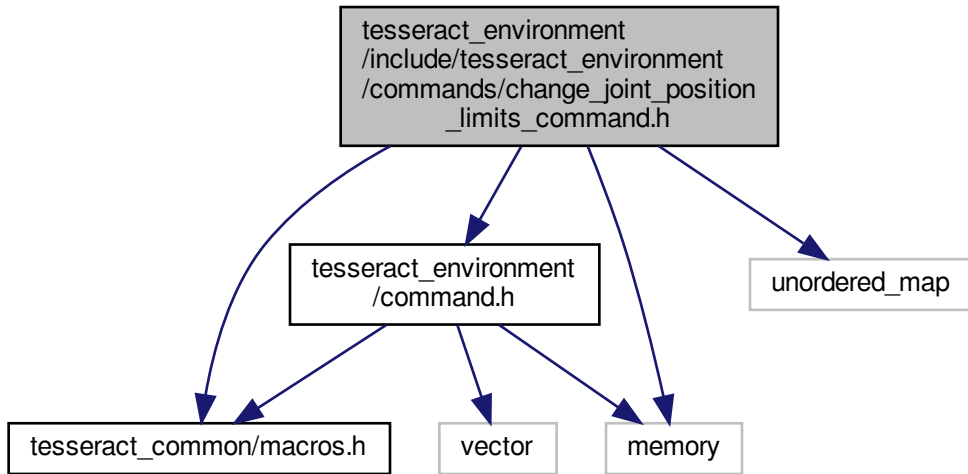 tesseract_environment
/include/tesseract_environment
/commands/change_joint_position
_limits_command.h
tesseract_environment
/command.h
unordered_map
tesseract_common/macros.h
vector
memory